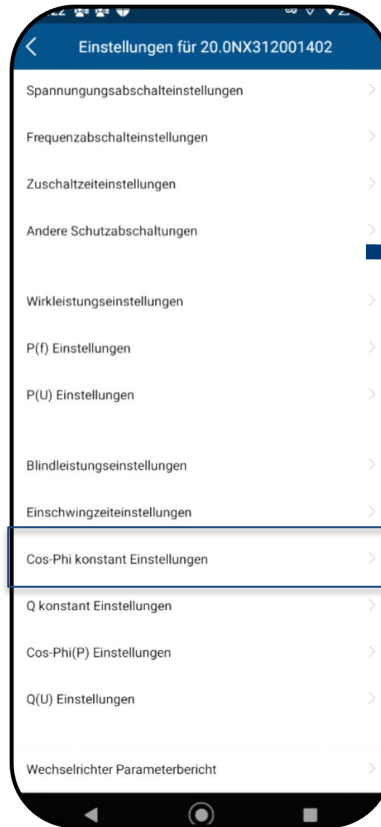 Einstellungen für 20.0NX312001402
Spannungungsabschalteinstellungen
Frequenzabschalteinstellungen
Zuschaltzeiteinstellungen
Andere Schutzabschaltungen
Wirkleistungseinstellungen
P(f) Einstellungen
P(U) Einstellungen
Blindleistungseinstellungen
Einschwingzeiteinstellungen
Cos-Phi konstant Einstellungen
Q konstant Einstellungen
Cos-Phi(P) Einstellungen
Q(U) Einstellungen
Wechselrichter Parameterbericht